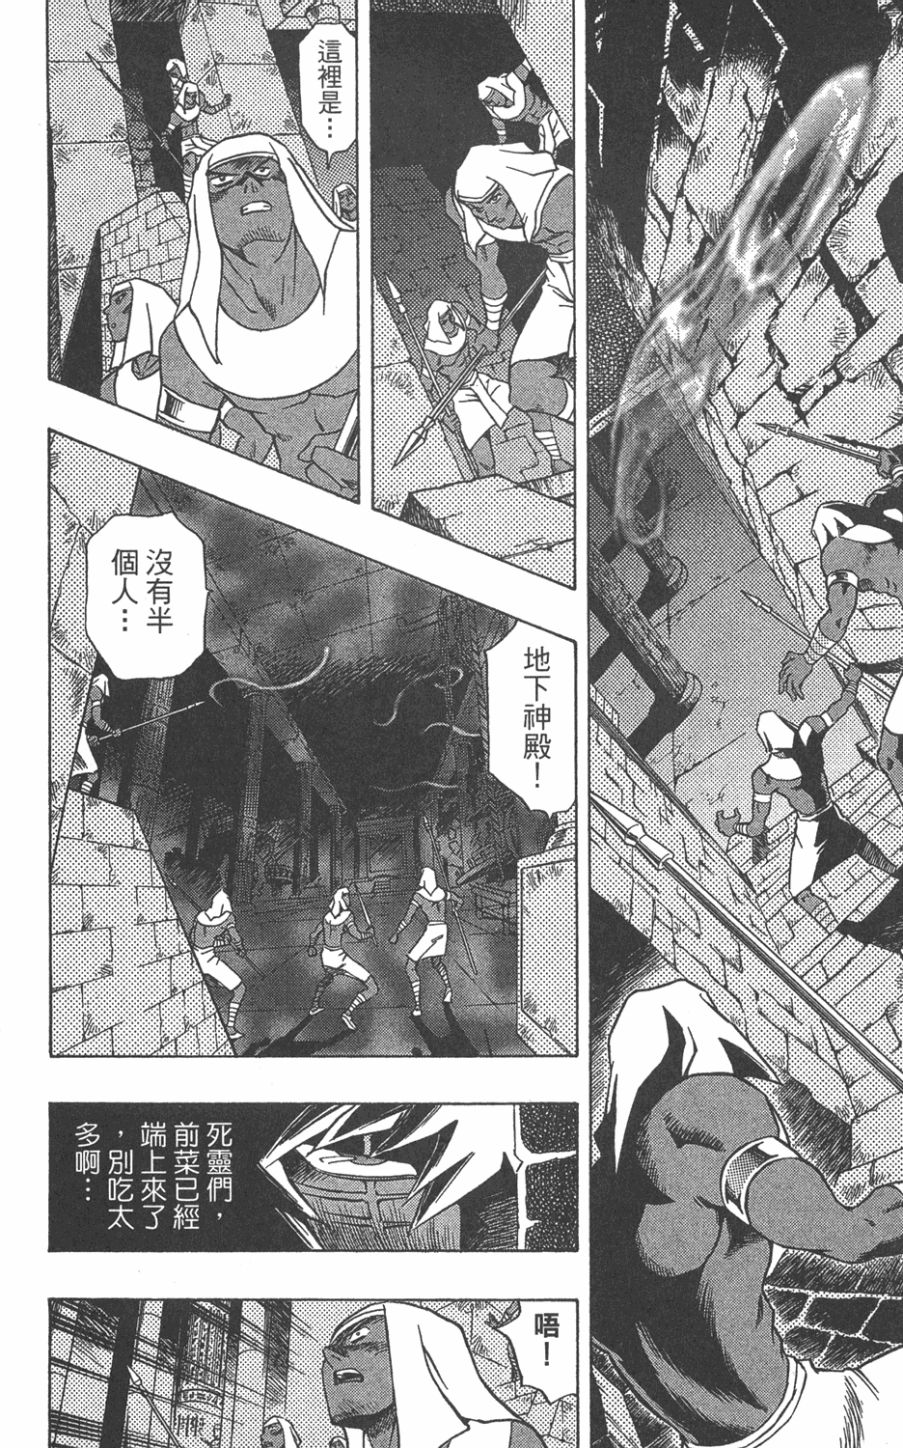 這裡是…
地下神殿！
沒有半
個人…
死靈們，
前菜已經
端上來了
，別吃太
多啊…
唔！